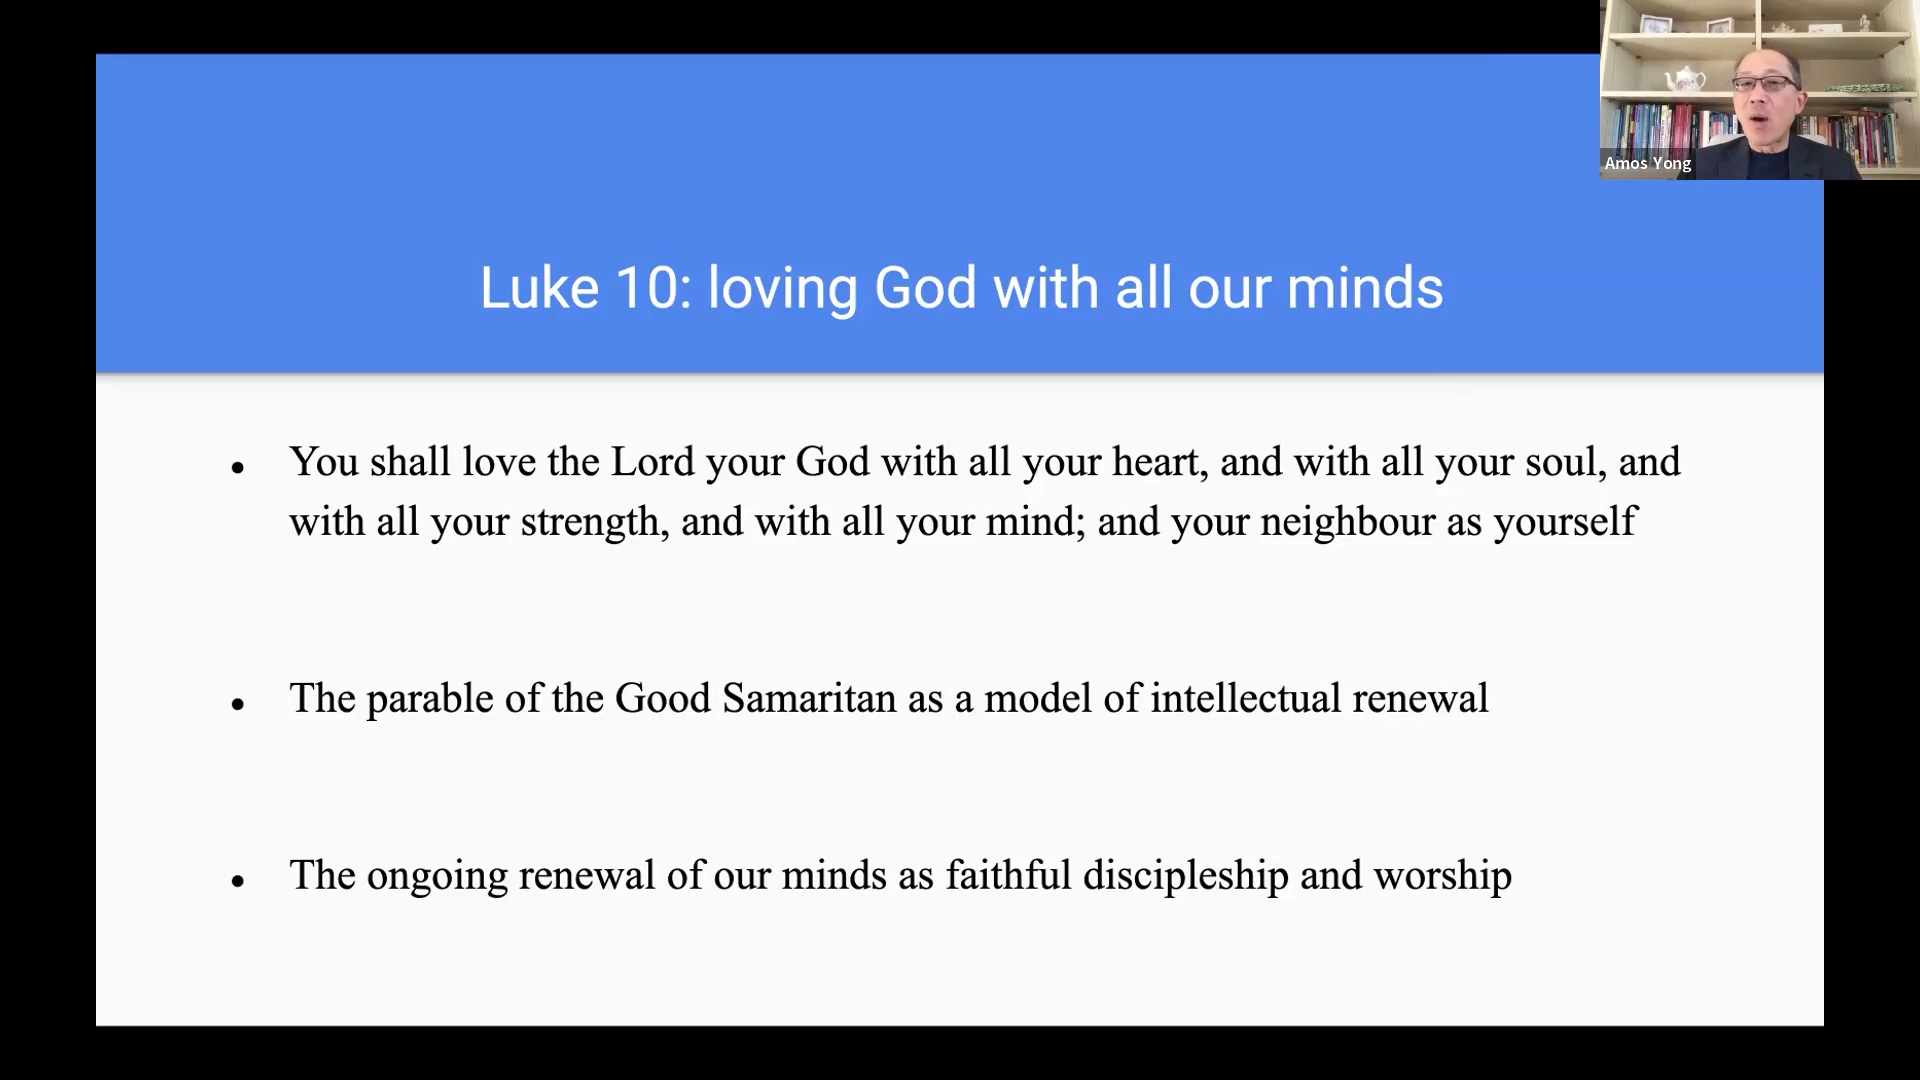 Amos Yong
Luke 10: loving God with all our minds
● You shall love the Lord your God with all your heart, and with all your soul, and
with all your strength, and with all your mind; and your neighbour as yourself
● The parable of the Good Samaritan as a model of intellectual renewal
● The ongoing renewal of our minds as faithful discipleship and worship